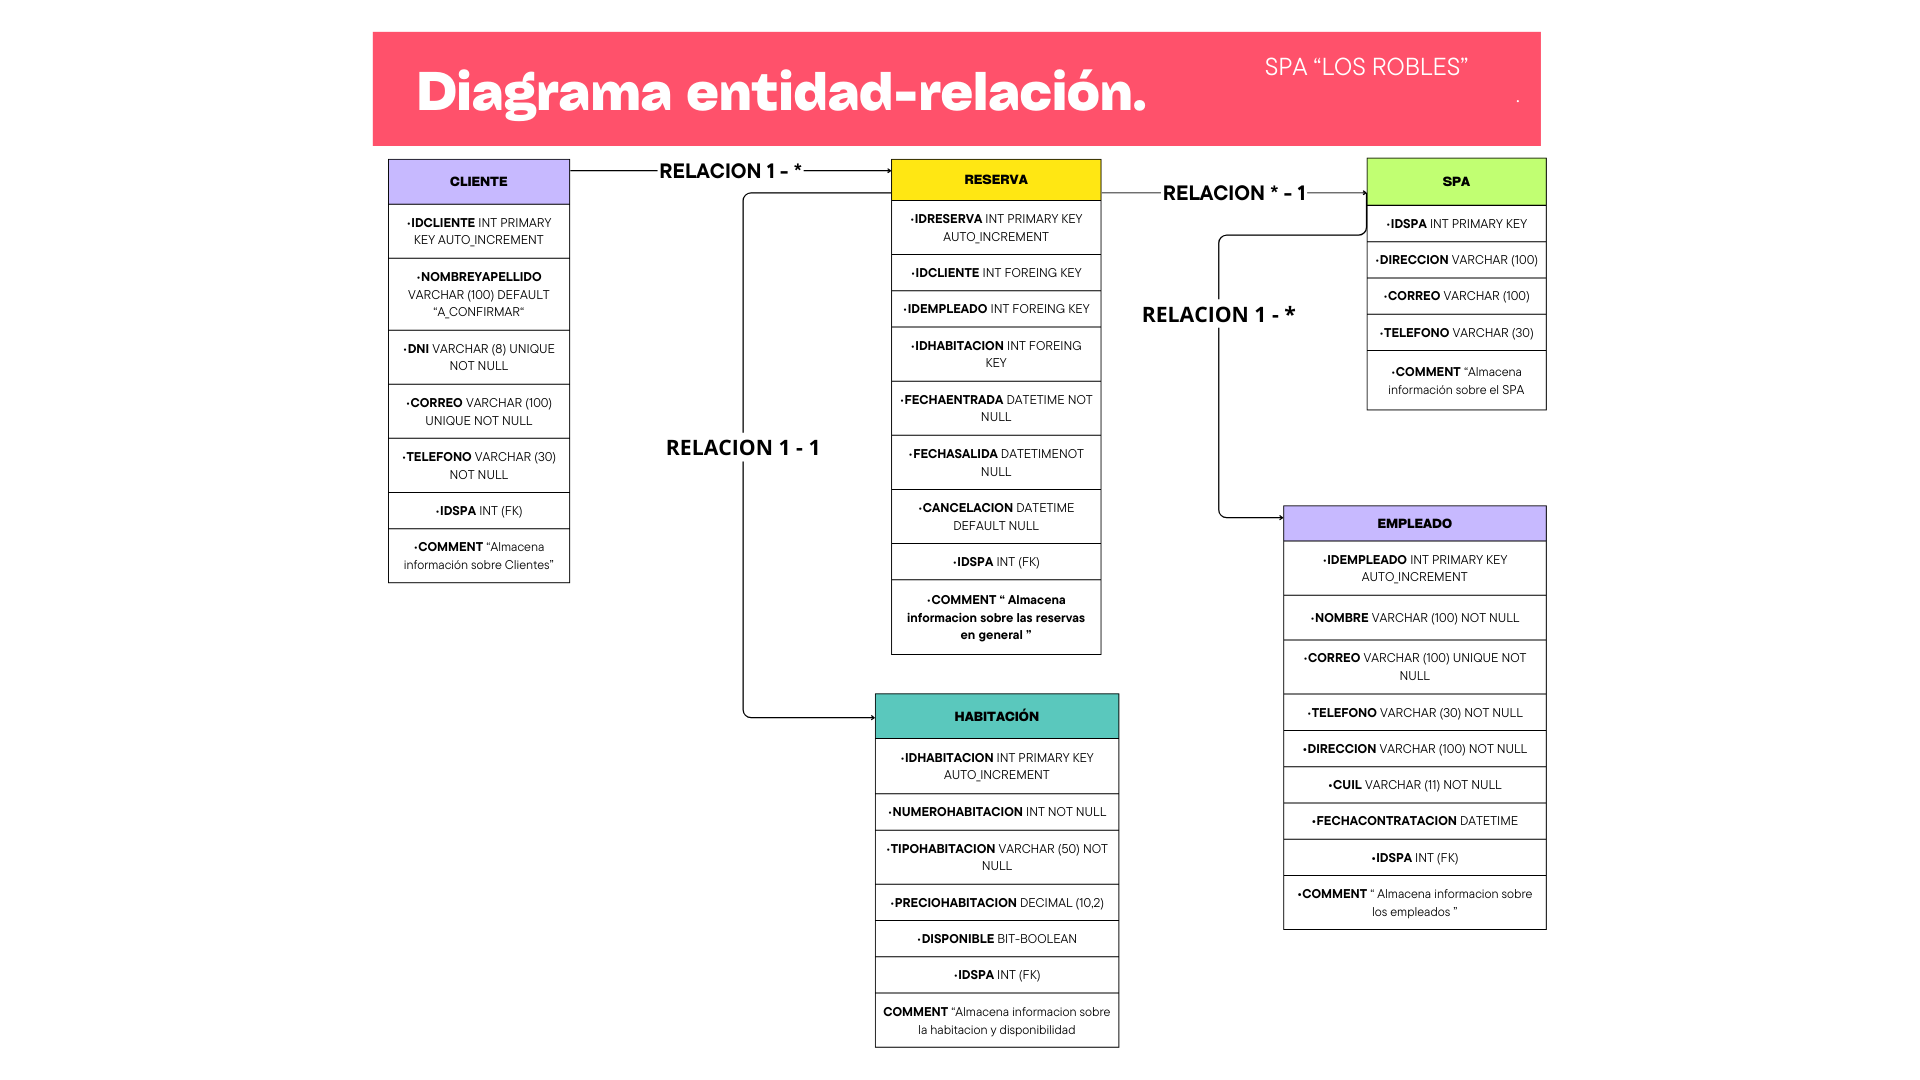 Diagrama entidad-relación.
SPA “LOS ROBLES”
.
CLIENTE
·IDCLIENTE INT PRIMARY
KEY AUTO_INCREMENT
·NOMBREYAPELLIDO
VARCHAR (100) DEFAULT
“A_CONFIRMAR“
·DNI VARCHAR (8) UNIQUE
NOT NULL
·CORREO VARCHAR (100)
UNIQUE NOT NULL
·TELEFONO VARCHAR (30)
NOT NULL
·IDSPA INT (FK)
·COMMENT “Almacena
información sobre Clientes”
RELACION 1 - *
RELACION 1 - 1
RESERVA
·IDRESERVA INT PRIMARY KEY
AUTO_INCREMENT
·IDCLIENTE INT FOREING KEY
·IDEMPLEADO INT FOREING KEY
·IDHABITACION INT FOREING
KEY
·FECHAENTRADA DATETIME NOT
NULL
·FECHASALIDA DATETIMENOT
NULL
·CANCELACION DATETIME
DEFAULT NULL
·IDSPA INT (FK)
·COMMENT “ Almacena
informacion sobre las reservas
en general ”
RELACION * - 1
RELACION 1 - *
SPA
·IDSPA INT PRIMARY KEY
·DIRECCION VARCHAR (100)
·CORREO VARCHAR (100)
·TELEFONO VARCHAR (30)
·COMMENT “Almacena
información sobre el SPA
HABITACIÓN
·IDHABITACION INT PRIMARY KEY
AUTO_INCREMENT
·NUMEROHABITACION INT NOT NULL
·TIPOHABITACION VARCHAR (50) NOT
NULL
·PRECIOHABITACION DECIMAL (10,2)
·DISPONIBLE BIT-BOOLEAN
·IDSPA INT (FK)
COMMENT “Almacena informacion sobre
la habitacion y disponibilidad
EMPLEADO
·IDEMPLEADO INT PRIMARY KEY
AUTO_INCREMENT
·NOMBRE VARCHAR (100) NOT NULL
·CORREO VARCHAR (100) UNIQUE NOT
NULL
·TELEFONO VARCHAR (30) NOT NULL
•DIRECCION VARCHAR (100) NOT NULL
•CUIL VARCHAR (11) NOT NULL
•FECHACONTRATACION DATETIME
•IDSPA INT (FK)
•COMMENT “ Almacena informacion sobre
los empleados ”